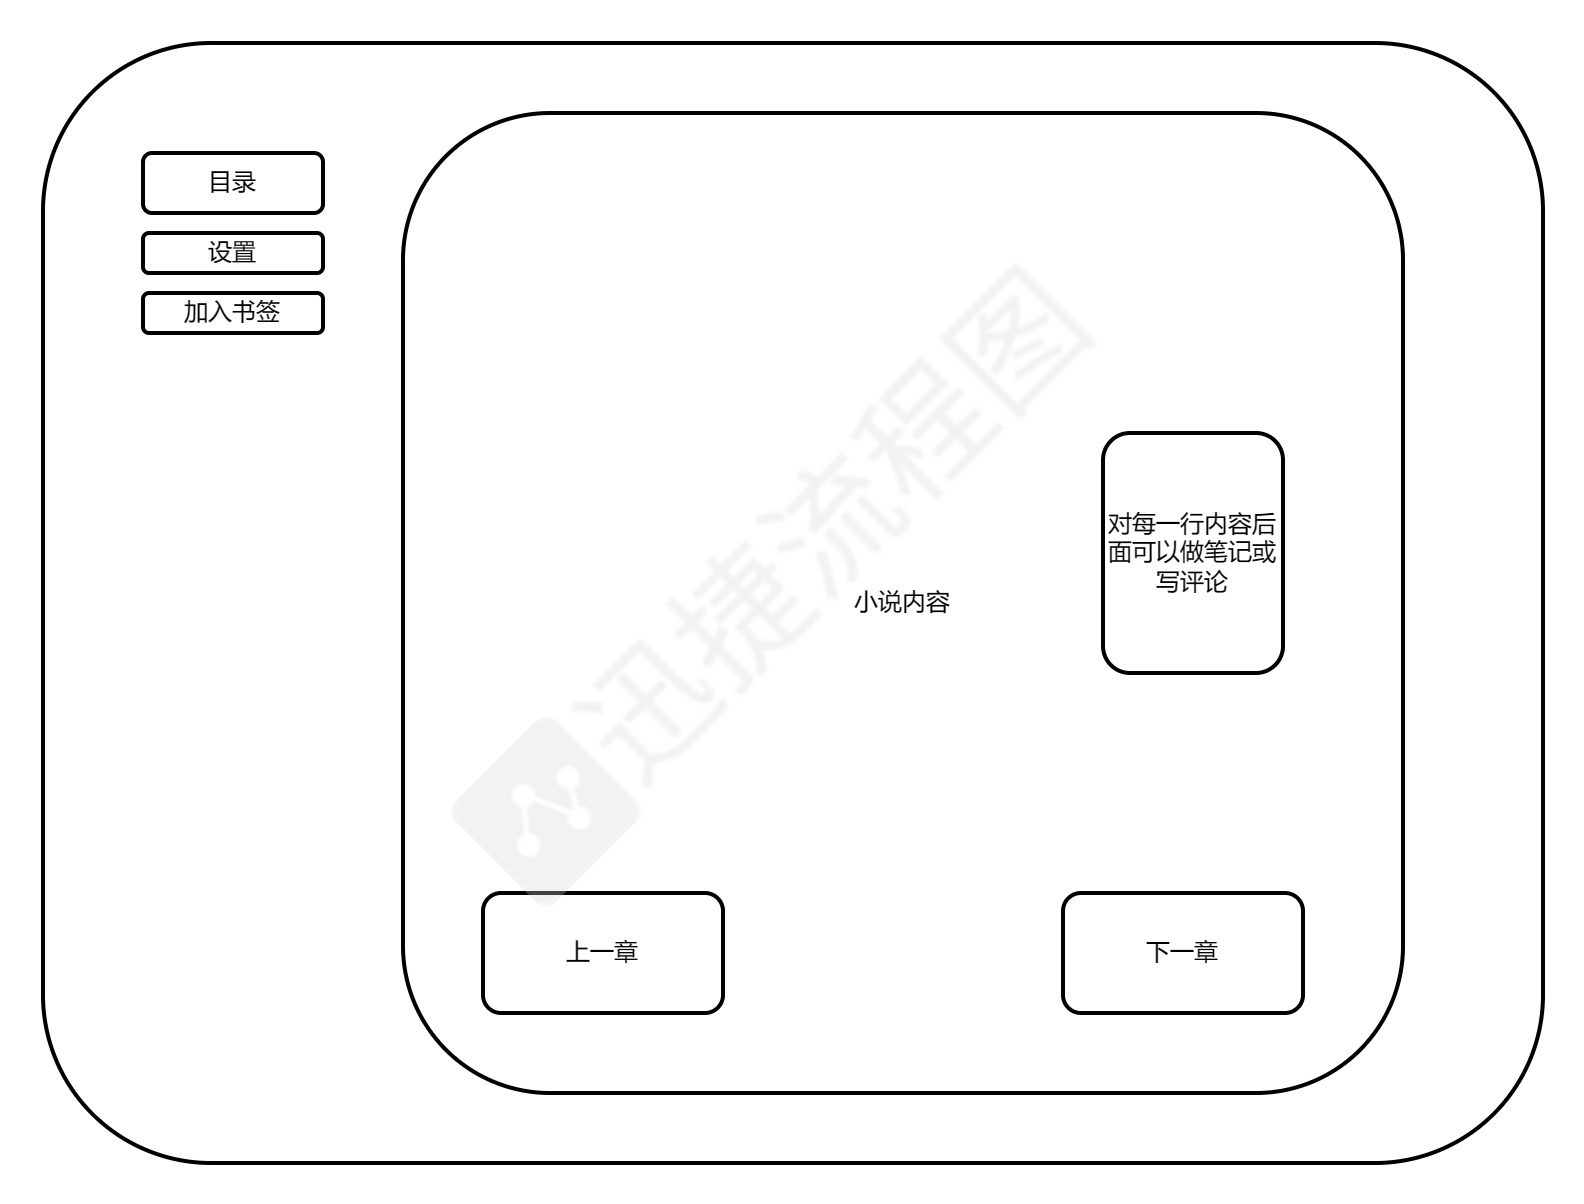 目录
设置
加入书签
对每一行内容后
面可以做笔记或
写评论
小说内容
上一章
下一章
迅捷流程图